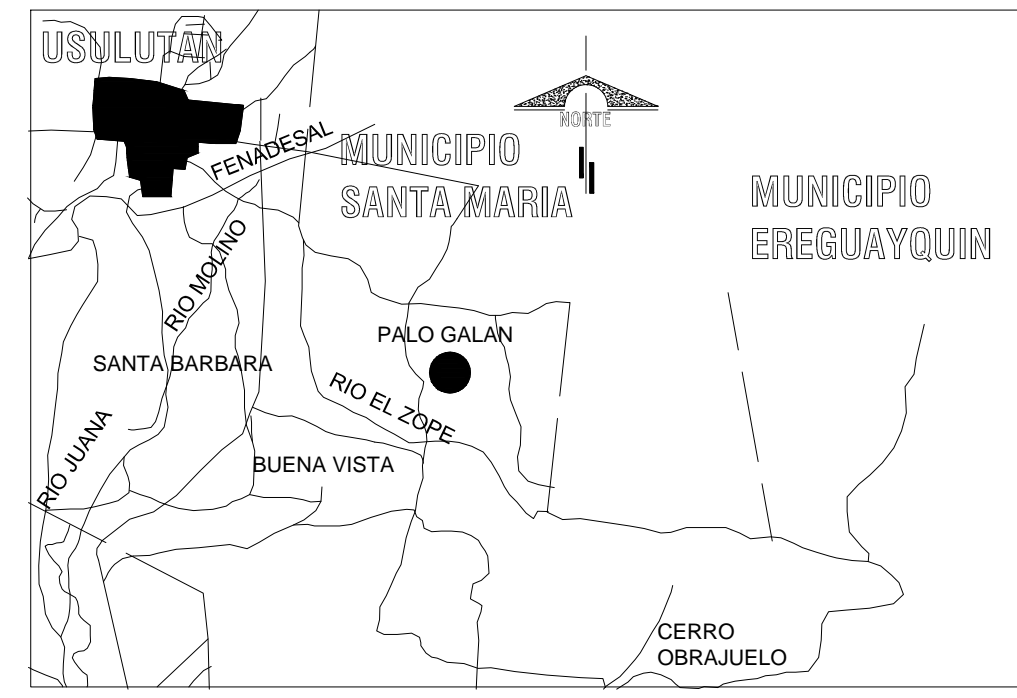 USULUTAN
NORTE
FENADESAL
MUNICIPIO
SANTA MARIA
MUNICIPIO
EREGUAYQUIN
RIO MOLINO
PALO GALAN
SANTA BARBARA
RIO EL ZOPE
RIO JUANA
BUENA VISTA
CERRO
OBRAJUELO